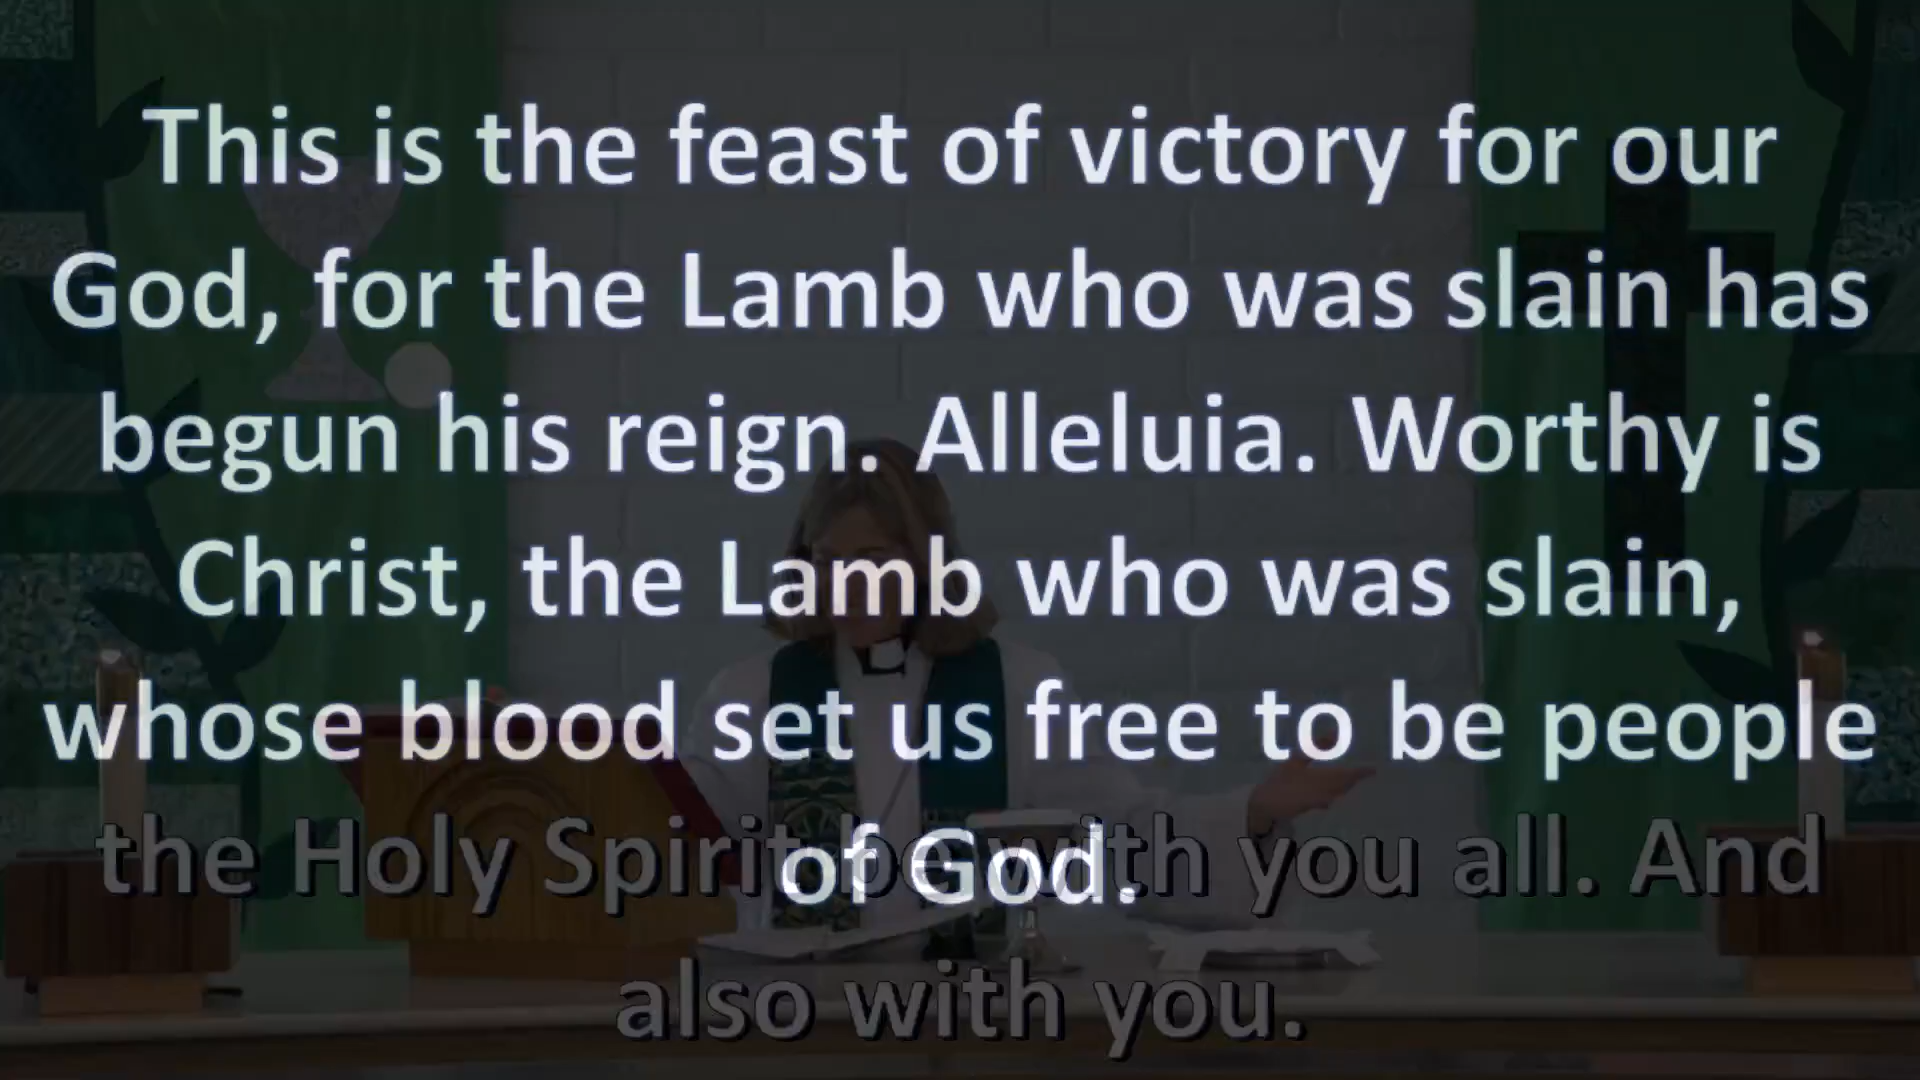 This is the feast of victory for our
God, for the Lamb who was slain has
begun his reign. Alleluia. Worthy is
Christ, the Lamb who was slain,
whose blood set us free to be people
of God.
the Holy Spirit be with you all. And
also with you.